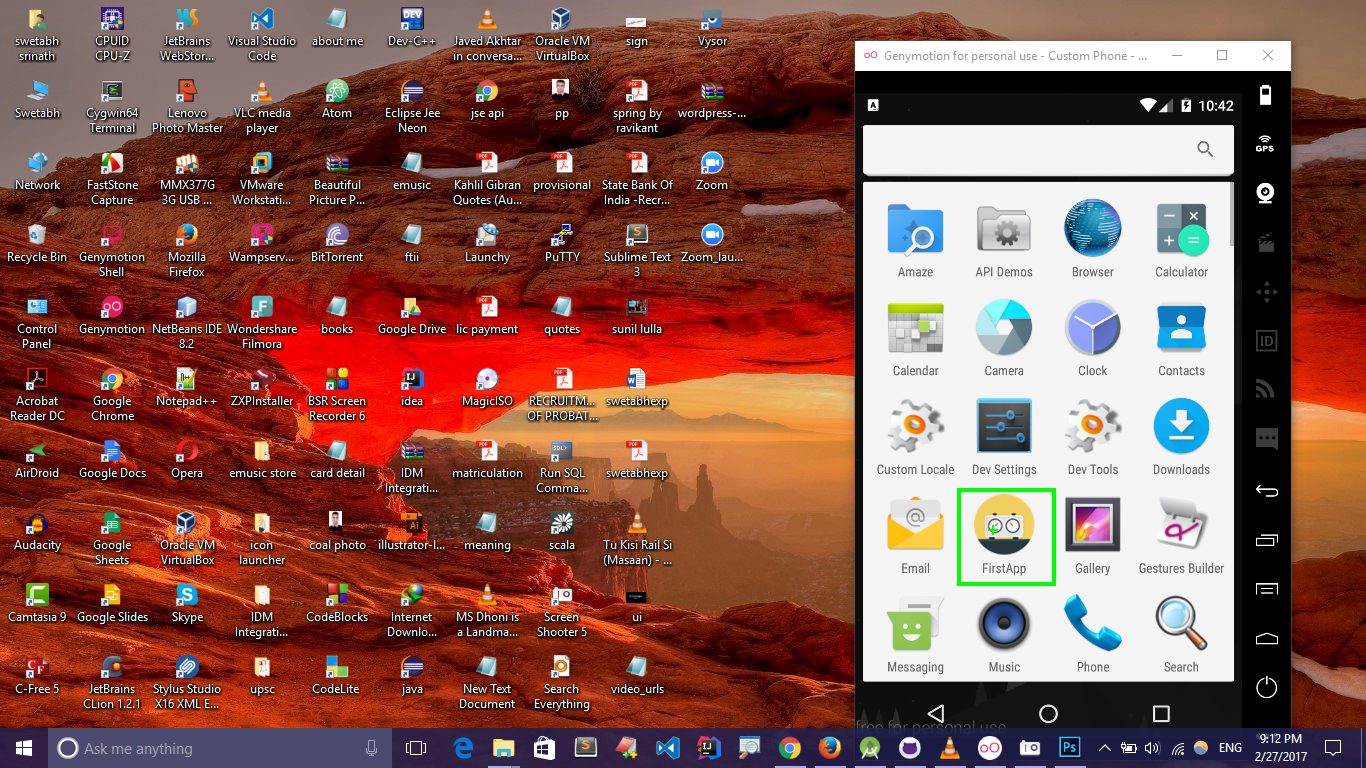 swetabh
srinath
CPUID
CPU-Z
JetBrains
WebStor...
Visual Studio
Code
about me
Dev-C++
Javed Akhtar
in conversa...
Oracle VM
VirtualBox
sign
Vysor
Swetabh
Cygwin64
Terminal
Lenovo
Photo Master
VLC media
player
Atom
Eclipse Jee
Neon
jse api
pp
spring by
ravikant
wordpress-...
Network
FastStone
Capture
MMX377G
3G USB ...
VMware
Workstati...
Beautiful
Picture P...
emusic
Kahlil Gibran
Quotes (Au...
provisional
State Bank Of
India -Recr...
Zoom
Recycle Bin
Genymotion
Shell
Mozilla
Firefox
Wampserv...
BitTorrent
ftii
Launchy
PuTTY
Sublime Text
3
Zoom_lau...
Control
Panel
Genymotion
NetBeans IDE
8.2
Wondershare
Filmora
books
Google Drive
lic payment
quotes
sunil lulla
Acrobat
Reader DC
Google
Chrome
Notepad++
ZXPInstaller
BSR Screen
Recorder 6
idea
MagicISO
RECRUITM...
OF PROBAT...
swetabhexp
AirDroid
Google Docs
Opera
emusic store
card detail
IDM
Integrati...
matriculation
Run SQL
Comma...
swetabhexp
Audacity
Google
Sheets
Oracle VM
VirtualBox
icon
launcher
coal photo
illustrator-l...
meaning
scala
Tu Kisi Rail Si
(Masaan) - ...
Camtasia 9
Google Slides
Skype
IDM
Integrati...
CodeBlocks
Internet
Downlo...
MS Dhoni is
a Landma...
Screen
Shooter 5
ui
C-Free 5
JetBrains
CLion 1.2.1
Stylus Studio
X16 XML E...
upsc
CodeLite
java
New Text
Document
Search
Everything
video_urls
Genymotion for personal use - Custom Phone - ...
10:42
GPS
ID
Amaze
API Demos
Browser
Calculator
Calendar
Camera
Clock
Contacts
Custom Locale
Dev Settings
Dev Tools
Downloads
Email
FirstApp
Gallery
Gestures Builder
Messaging
Music
Phone
Search
free for personal use
Ask me anything
ENG
9:12 PM
2/27/2017